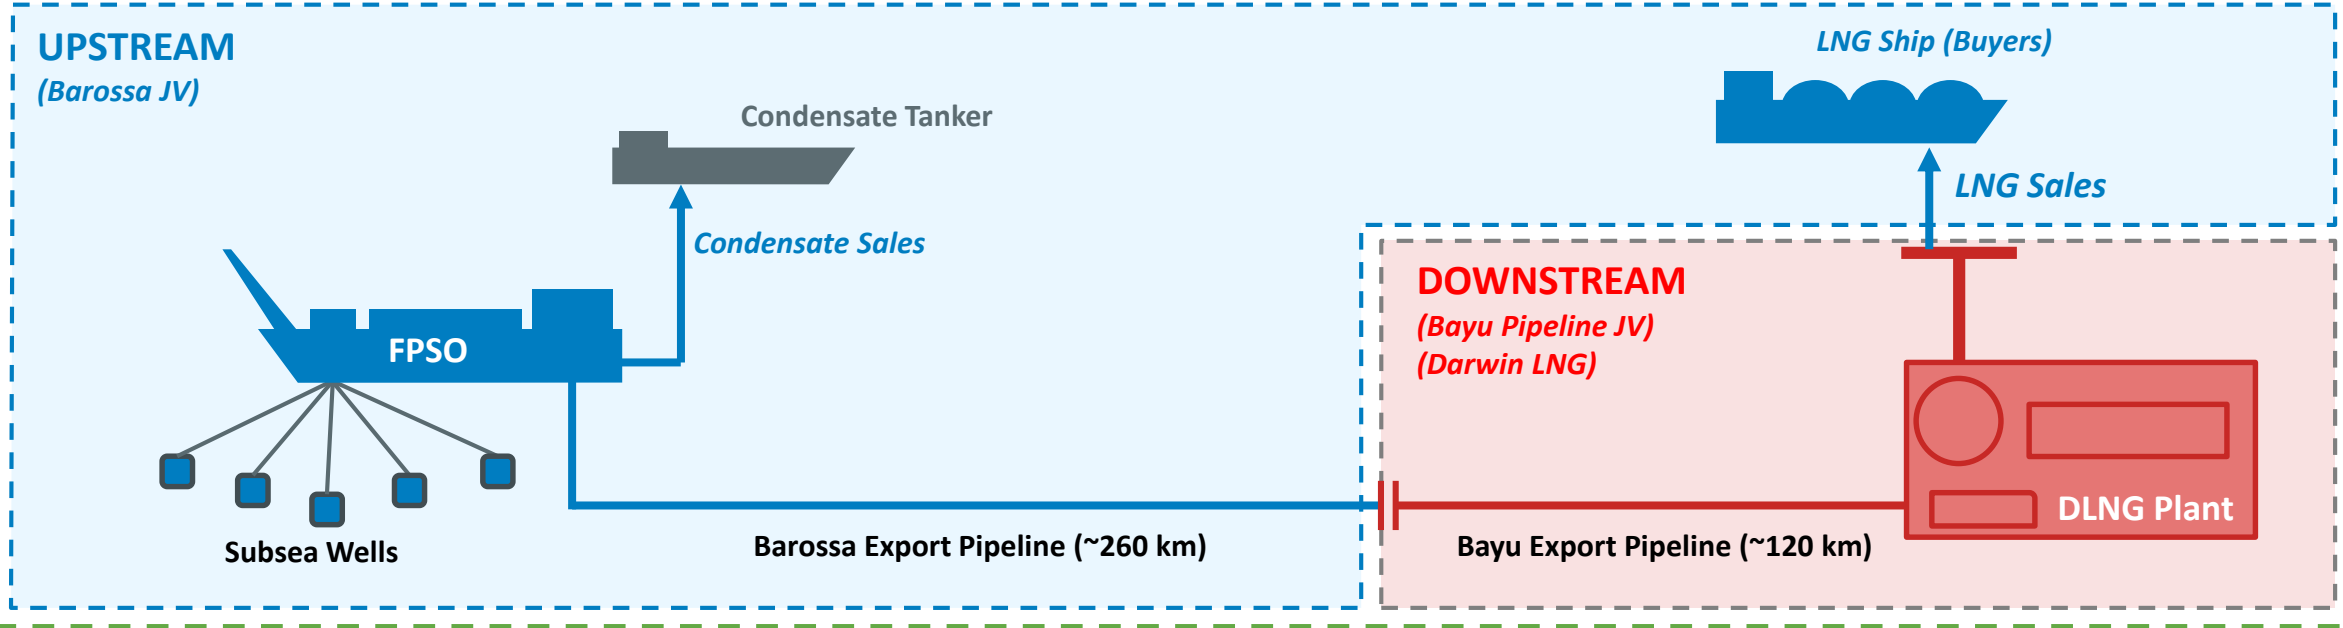 UPSTREAM
(Barossa JV)
LNG Ship (Buyers)
Condensate Tanker
LNG Sales
Condensate Sales
DOWNSTREAM
(Bayu Pipeline JV)
(Darwin LNG)
FPSO
DLNG Plant
Subsea Wells
Barossa Export Pipeline (~260 km)
Bayu Export Pipeline (~120 km)